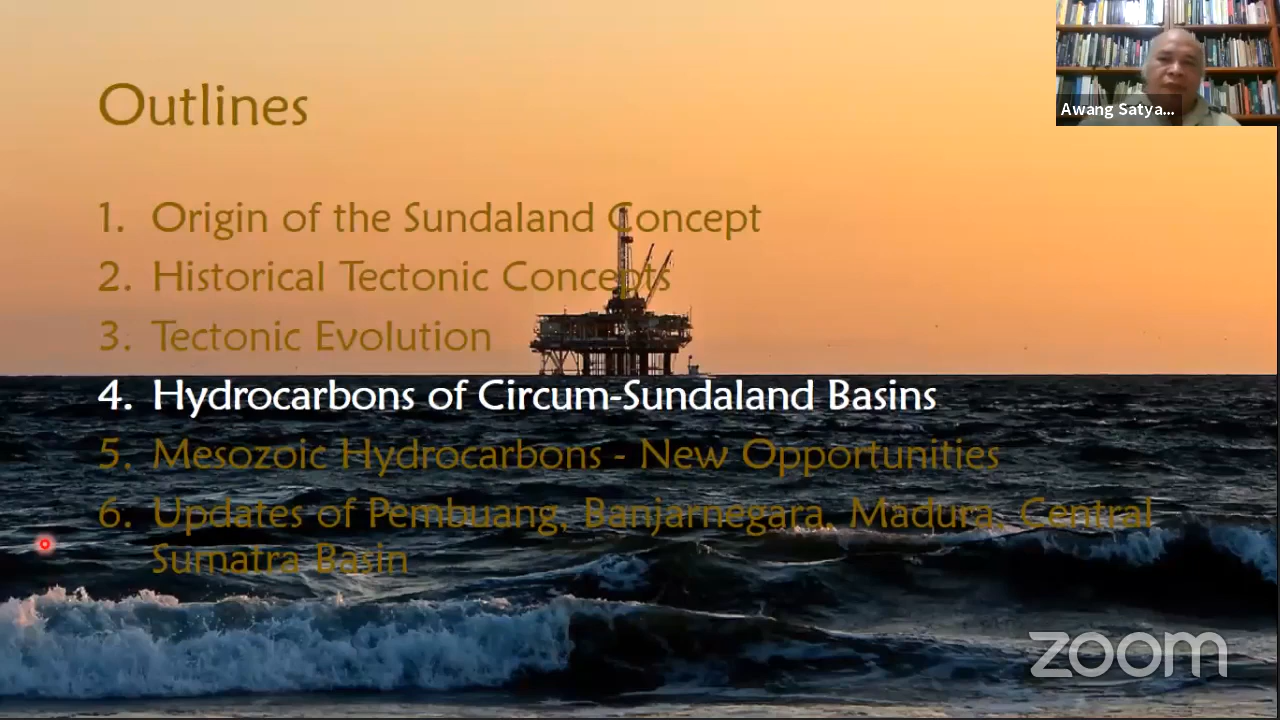 Awang Satya...
Outlines
1. Origin of the Sundaland Concept
2. Historical Tectonic Concepts
3. Tectonic Evolution
4. Hydrocarbons of Circum-Sundaland Basins
5. Mesozoic Hydrocarbons - New Opportunities
6. Updates of Pembuang, Banjarnegara, Madura, Central
Sumatra Basin
zoom